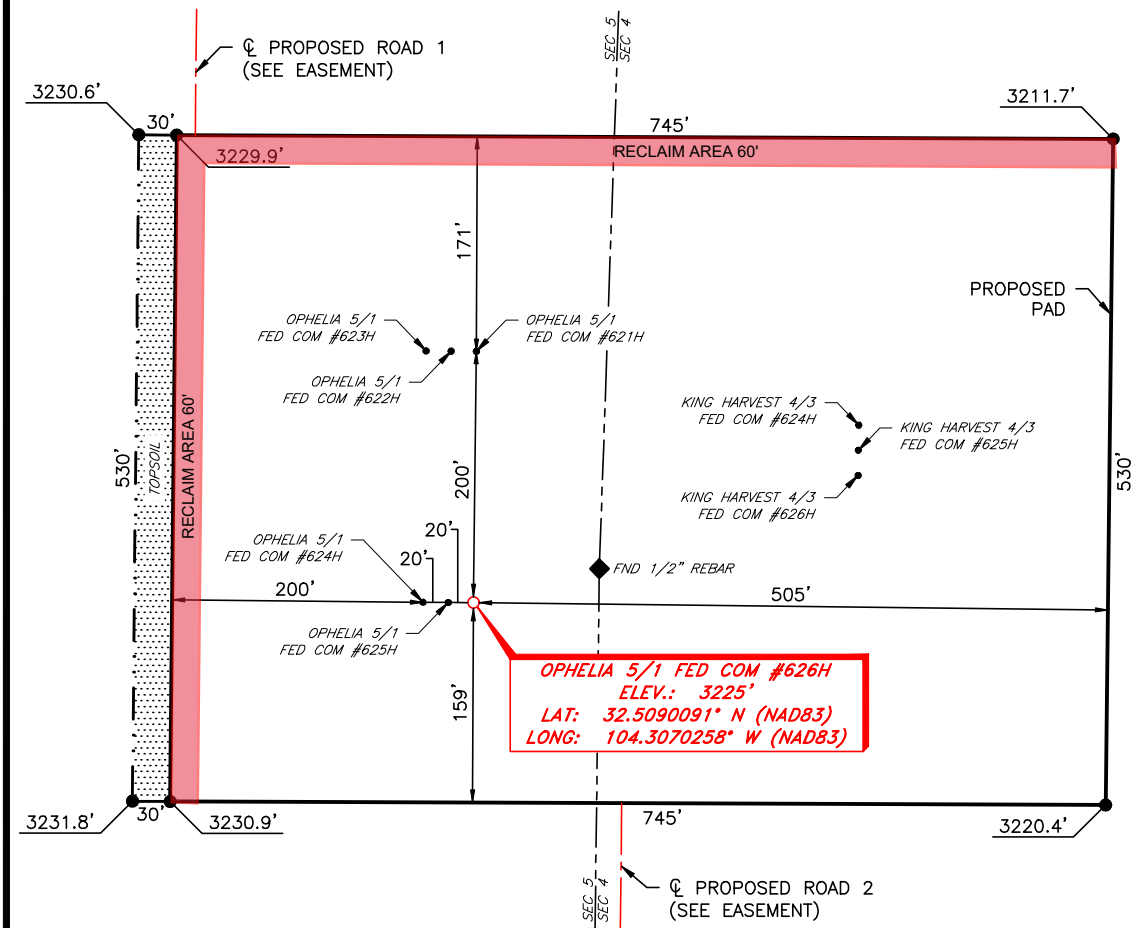 SEC 5
SEC 4
℄ PROPOSED ROAD 1
(SEE EASEMENT)
3230.6'
3211.7'
30'
745'
3229.9'
RECLAIM AREA 60'
171'
PROPOSED
PAD
OPHELIA 5/1
FED COM #623H
OPHELIA 5/1
FED COM #621H
OPHELIA 5/1
FED COM #622H
KING HARVEST 4/3
FED COM #624H
KING HARVEST 4/3
FED COM #625H
KING HARVEST 4/3
FED COM #626H
530'
TOPSOIL
RECLAIM AREA 60'
200'
530'
OPHELIA 5/1
FED COM #624H
20'
20'
FND 1/2" REBAR
200'
505'
OPHELIA 5/1
FED COM #625H
159'
OPHELIA 5/1 FED COM #626H
ELEV.: 3225'
LAT: 32.5090091° N (NAD83)
LONG: 104.3070258° W (NAD83)
3231.8'
30'
3230.9'
745'
3220.4'
SEC 5
SEC 4
℄ PROPOSED ROAD 2
(SEE EASEMENT)